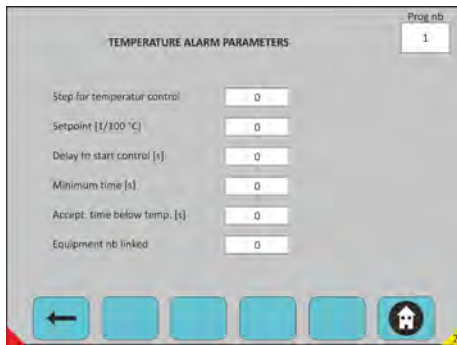 Prog nb
TEMPERATURE ALARM PARAMETERS
1
Step for temperatur control
0
Setpoint [1/100 °C]
0
Delay to start control [s]
0
Minimum time [s]
0
Accept. time below temp. [s]
0
Equipment nb linked
0